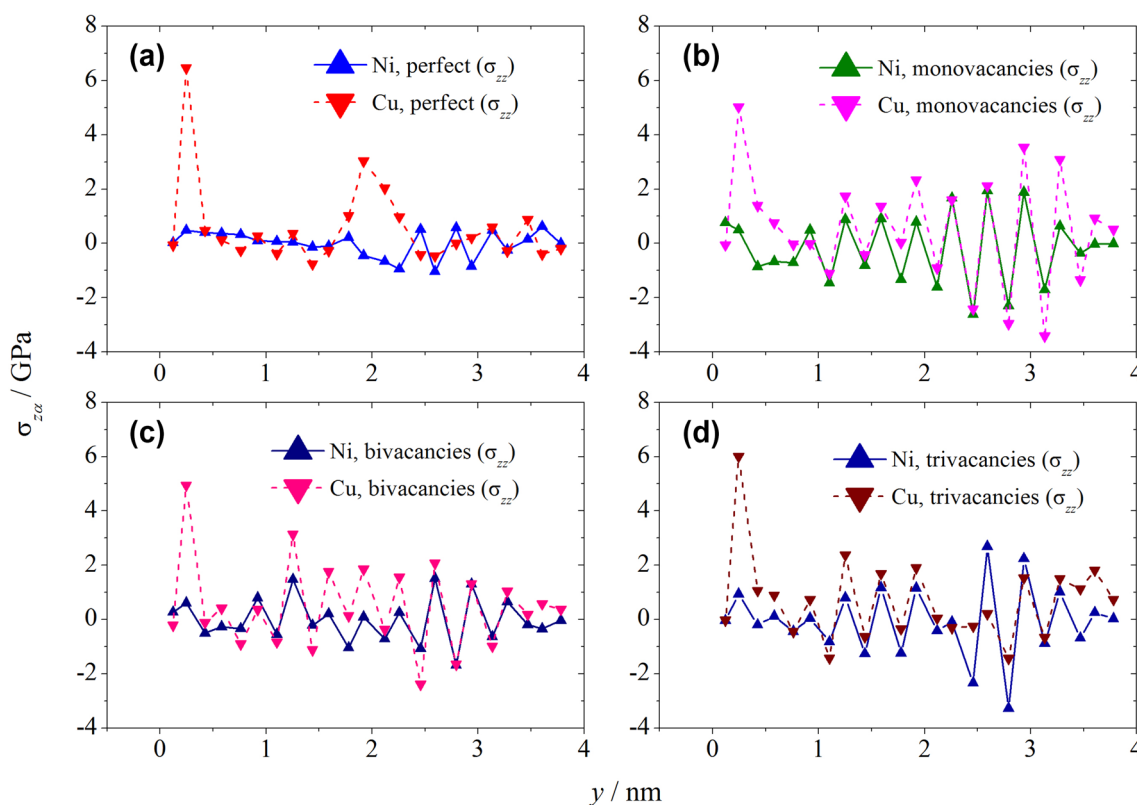 (a)
Ni, perfect (σzz)
Cu, perfect (σzz)
8
6
4
2
0
-2
-4
0 1 2 3 4
(b)
Ni, monovacancies (σzz)
Cu, monovacancies (σzz)
8
6
4
2
0
-2
-4
0 1 2 3 4
σzα / GPa
(c)
Ni, bivacancies (σzz)
Cu, bivacancies (σzz)
8
6
4
2
0
-2
-4
0 1 2 3 4
(d)
Ni, trivacancies (σzz)
Cu, trivacancies (σzz)
8
6
4
2
0
-2
-4
0 1 2 3 4
y / nm